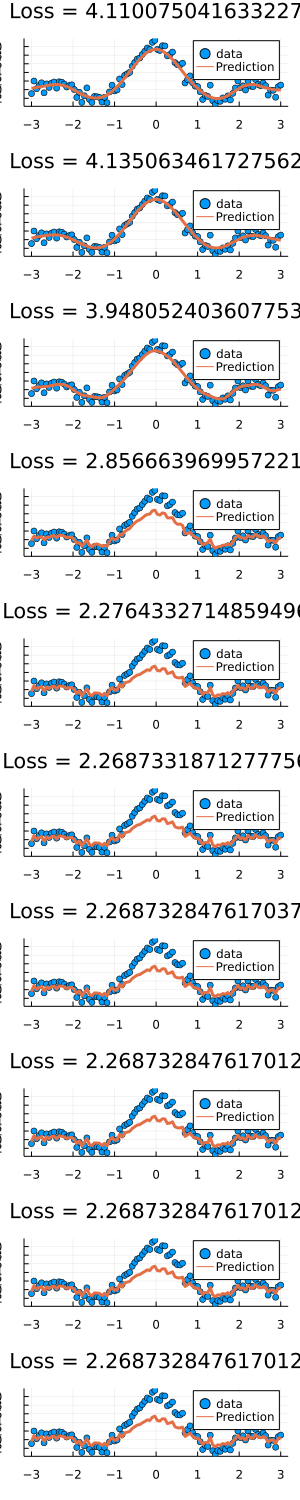 Loss = 4.110075041633227
data
Prediction
−3 −2 −1 0 1 2 3
Loss = 4.135063461727562
data
Prediction
−3 −2 −1 0 1 2 3
Loss = 3.948052403607753
data
Prediction
−3 −2 −1 0 1 2 3
Loss = 2.856663969957221
data
Prediction
−3 −2 −1 0 1 2 3
Loss = 2.2764332714859496
data
Prediction
−3 −2 −1 0 1 2 3
Loss = 2.2687331871277756
data
Prediction
−3 −2 −1 0 1 2 3
Loss = 2.268732847617037
data
Prediction
−3 −2 −1 0 1 2 3
Loss = 2.268732847617012
data
Prediction
−3 −2 −1 0 1 2 3
Loss = 2.268732847617012
data
Prediction
−3 −2 −1 0 1 2 3
Loss = 2.268732847617012
data
Prediction
−3 −2 −1 0 1 2 3